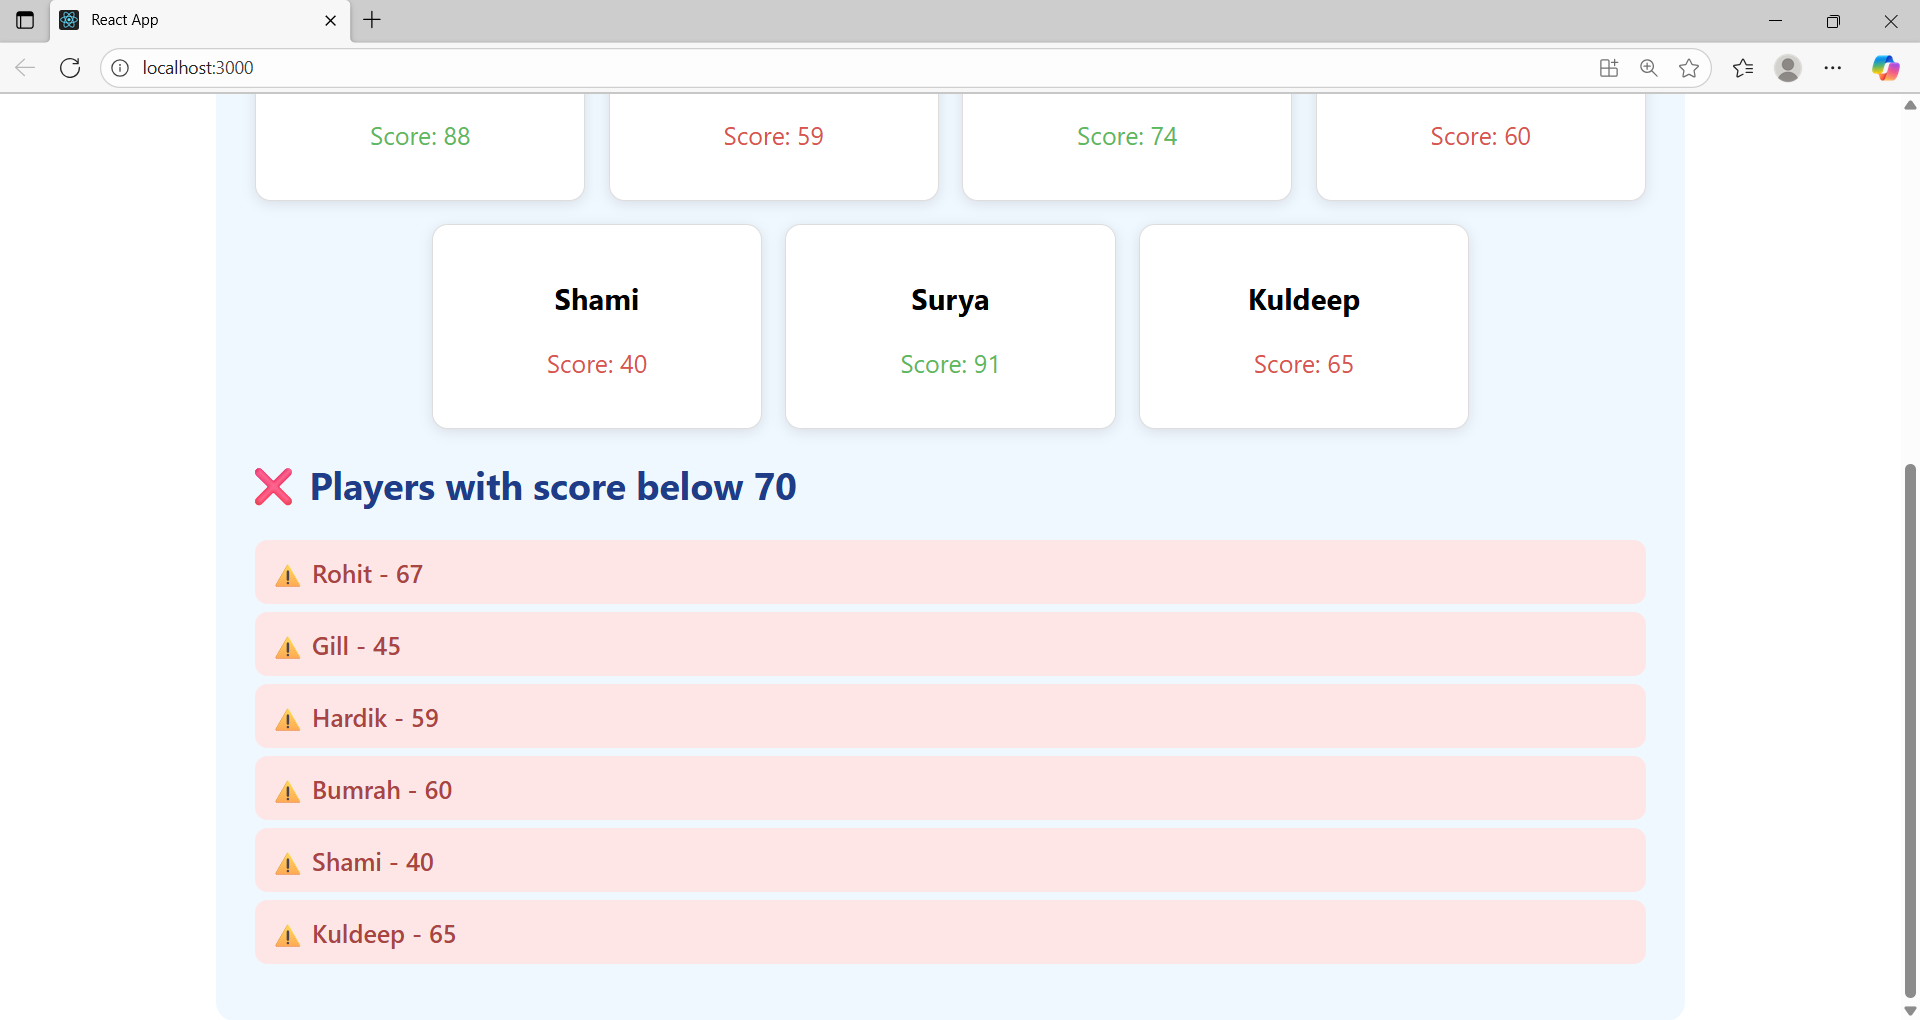 React App
localhost:3000
Score: 88
Score: 59
Score: 74
Score: 60
Shami
Surya
Kuldeep
Score: 40
Score: 91
Score: 65
❌ Players with score below 70
⚠️ Rohit - 67
⚠️ Gill - 45
⚠️ Hardik - 59
⚠️ Bumrah - 60
⚠️ Shami - 40
⚠️ Kuldeep - 65